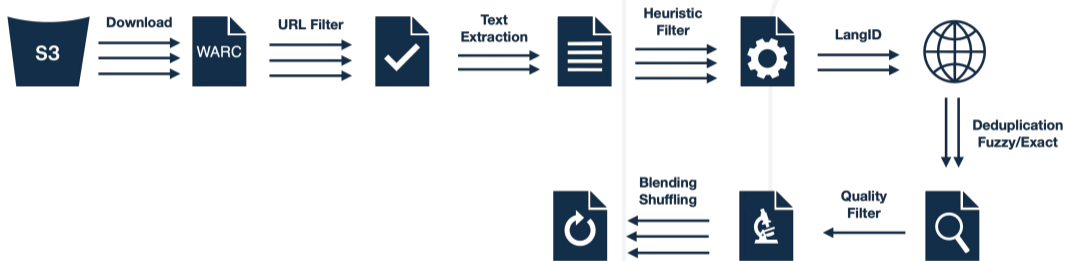 S3
Download
WARC
URL Filter
Text
Extraction
Heuristic
Filter
LangID
Deduplication
Fuzzy/Exact
Quality
Filter
Blending
Shuffling